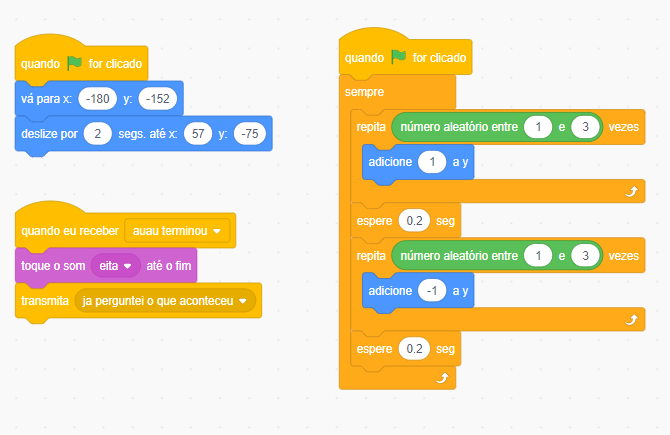 quando for clicado
vá para x: -180 y: -152
deslize por 2 segs. até x: 57 y: -75
quando eu receber auau terminou
toque o som eita até o fim
transmita ja perguntei o que aconteceu
quando for clicado
sempre
repita número aleatório entre 1 e 3 vezes
adicione 1 a y
espere 0.2 seg
repita número aleatório entre 1 e 3 vezes
adicione -1 a y
espere 0.2 seg